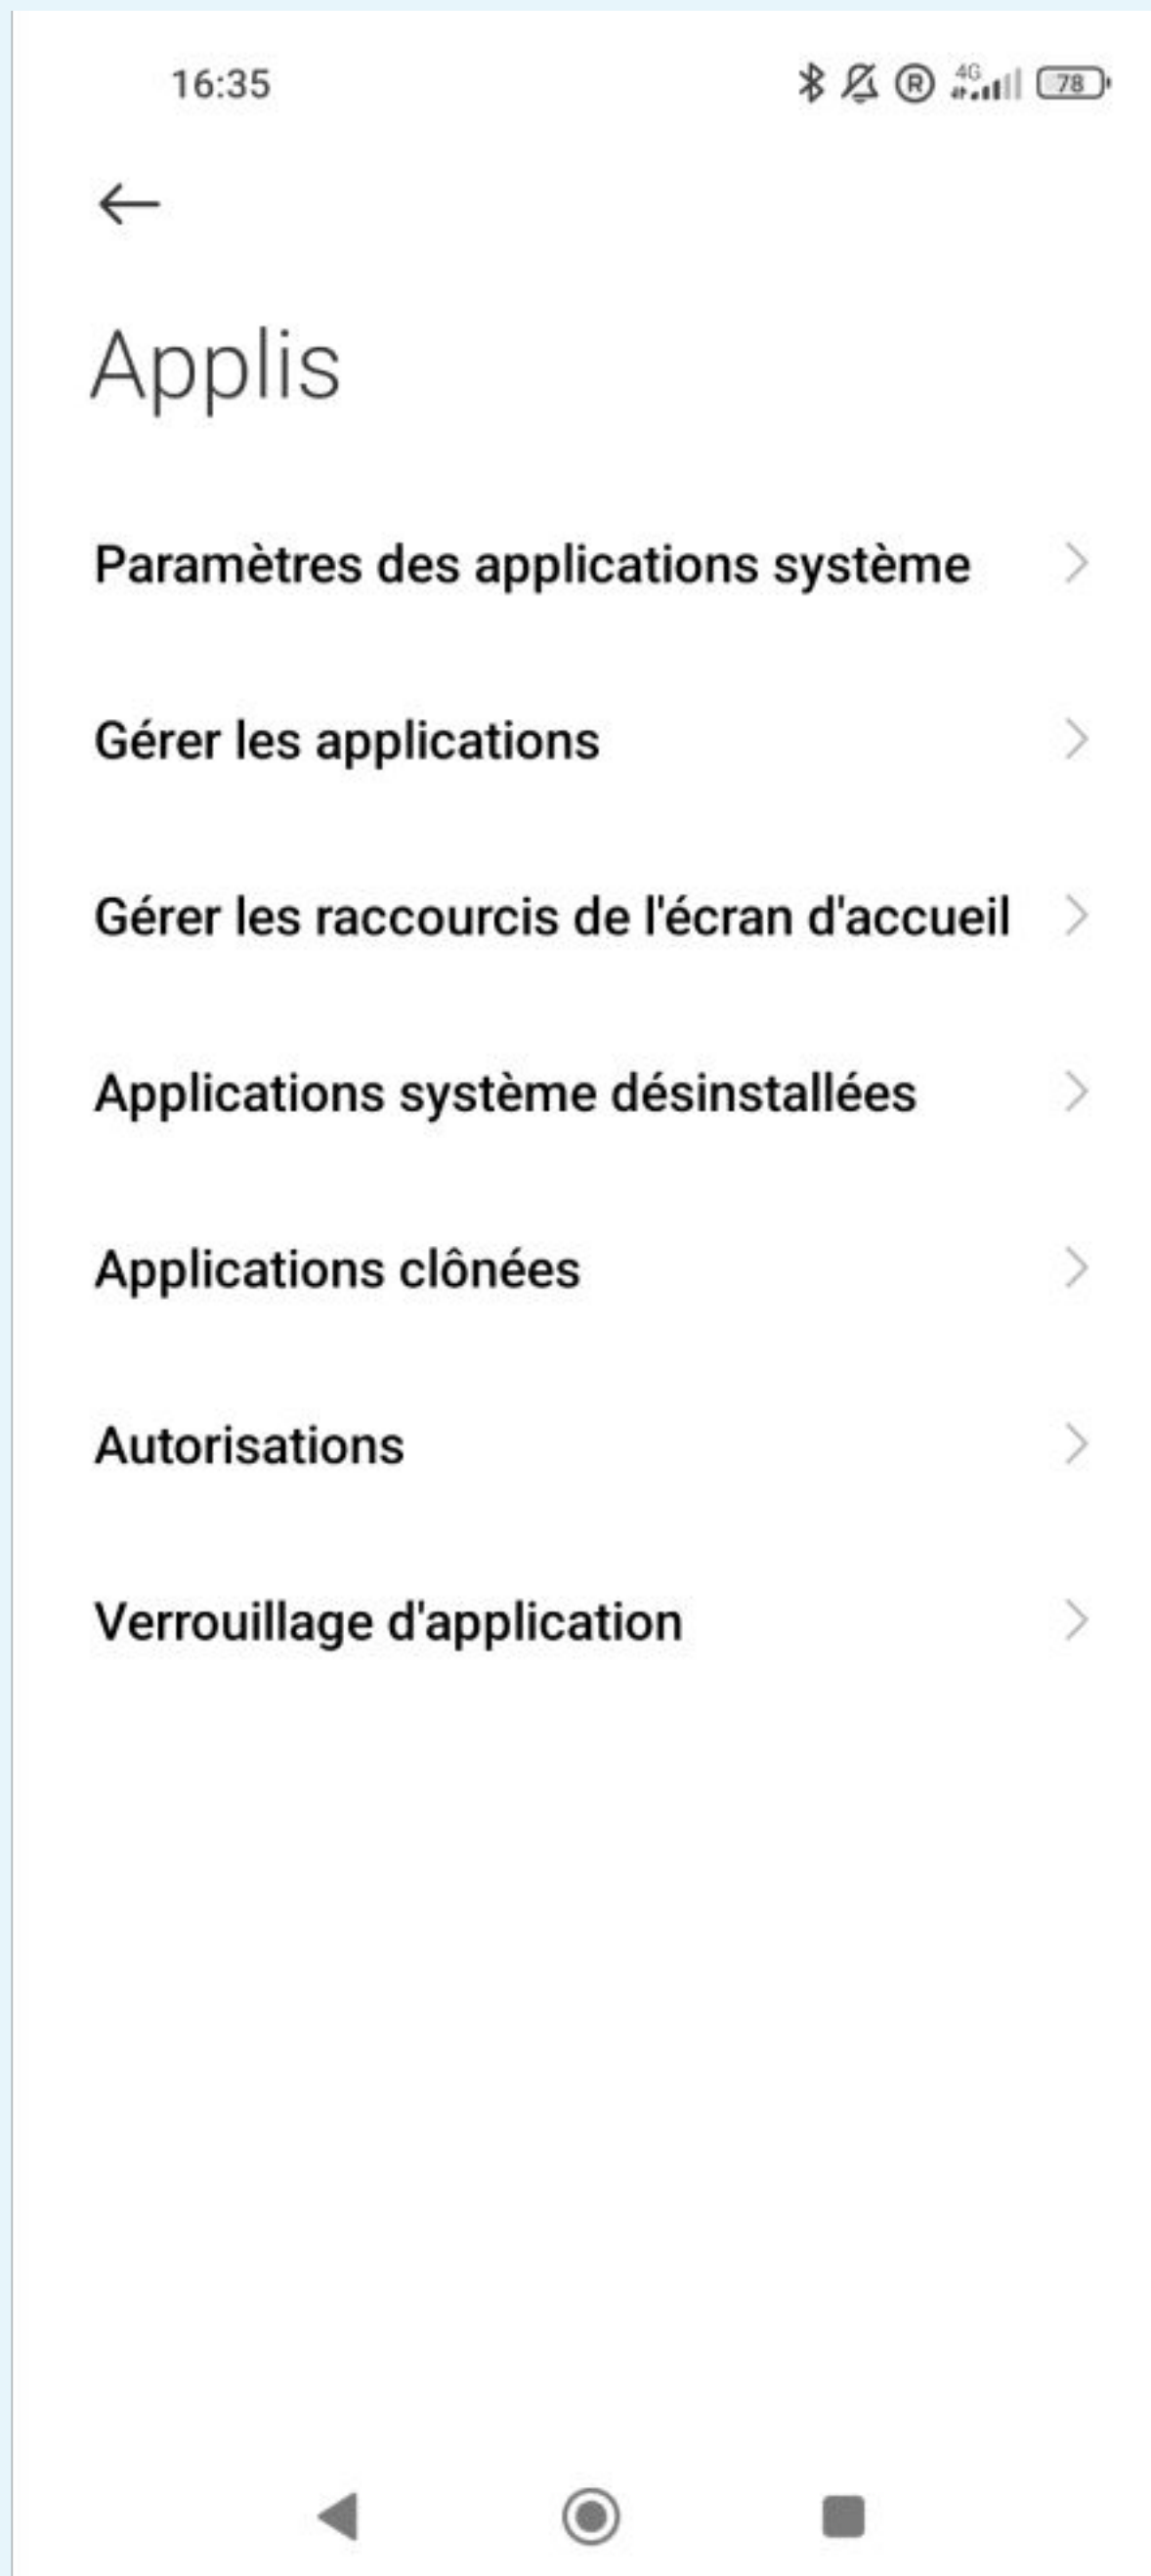 16:35
4G
78
Applis
Paramètres des applications système
Gérer les applications
Gérer les raccourcis de l'écran d'accueil
Applications système désinstallées
Applications clônées
Autorisations
Verrouillage d'application